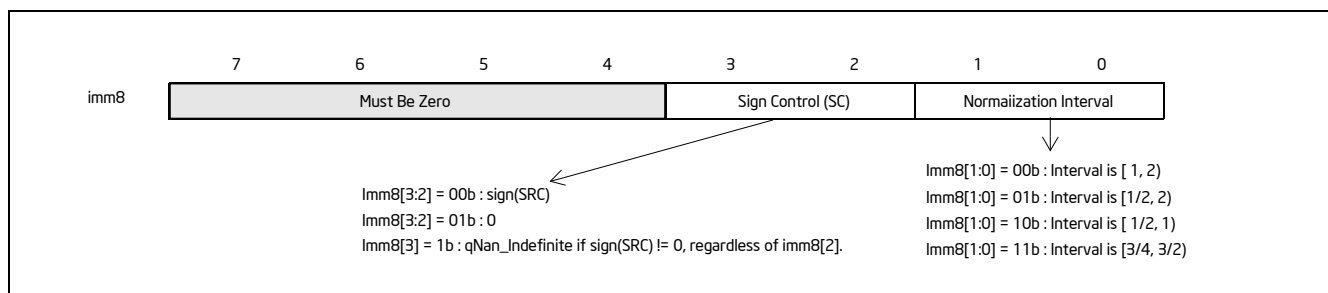 7 6 5 4 3 2 1 0
imm8 Must Be Zero Sign Control (SC) Normaiization Interval
Imm8[3:2] = 00b : sign(SRC)
Imm8[3:2] = 01b : 0
Imm8[3] = 1b : qNan_Indefinite if sign(SRC) != 0, regardless of imm8[2].
Imm8[1:0] = 00b : Interval is [ 1, 2)
Imm8[1:0] = 01b : Interval is [1/2, 2)
Imm8[1:0] = 10b : Interval is [ 1/2, 1)
Imm8[1:0] = 11b : Interval is [3/4, 3/2)